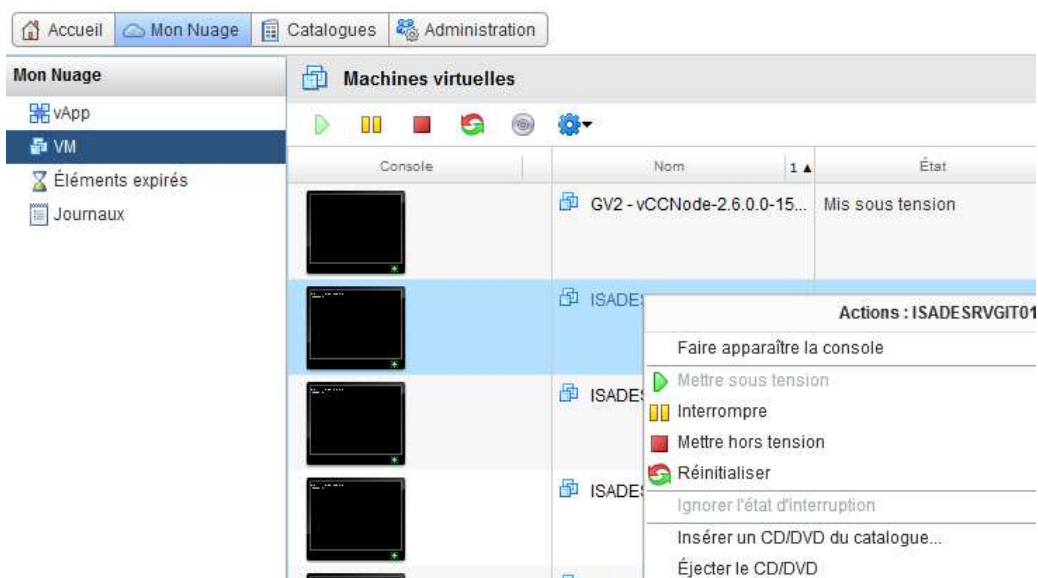 Accueil Mon Nuage Catalogues Administration
Mon Nuage
Machines virtuelles
vApp
VM
Éléments expirés
Journaux
Console Nom 1 ▲ État
GV2 - vCCNode-2.6.0.0-15... Mis sous tension
ISADES
Actions : ISADESRVGIT01
Faire apparaître la console
Mettre sous tension
ISADES
Interrompre
Mettre hors tension
Réinitialiser
ISADES
Ignorer l'état d'interruption
Insérer un CD/DVD du catalogue...
Éjecter le CD/DVD